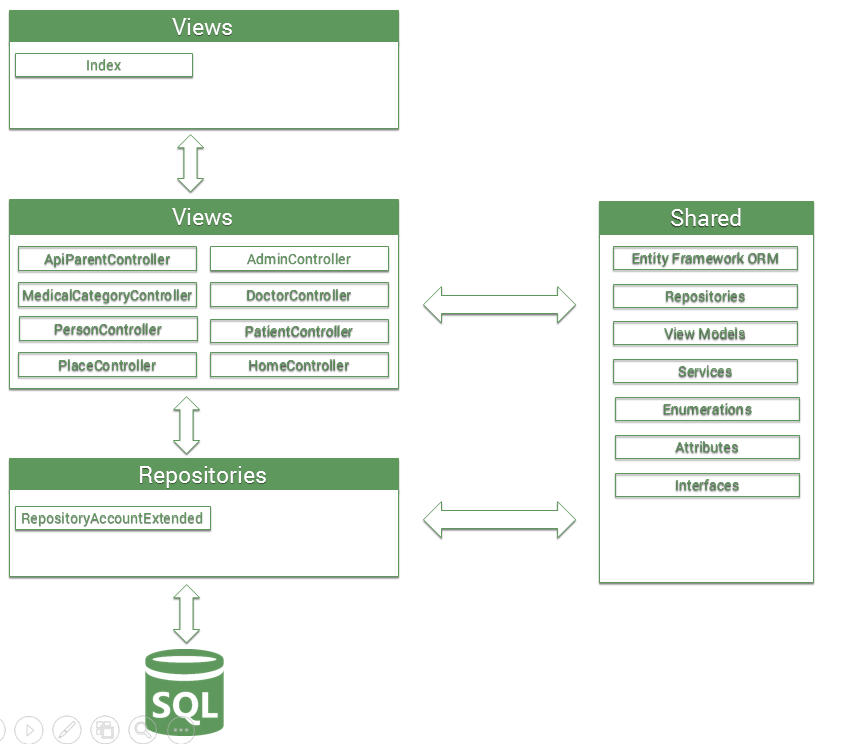 Views
Index
Views
ApiParentController
AdminController
MedicalCategoryController
DoctorController
PersonController
PatientController
PlaceController
HomeController
Repositories
RepositoryAccountExtended
SQL
Shared
Entity Framework ORM
Repositories
View Models
Services
Enumerations
Attributes
Interfaces